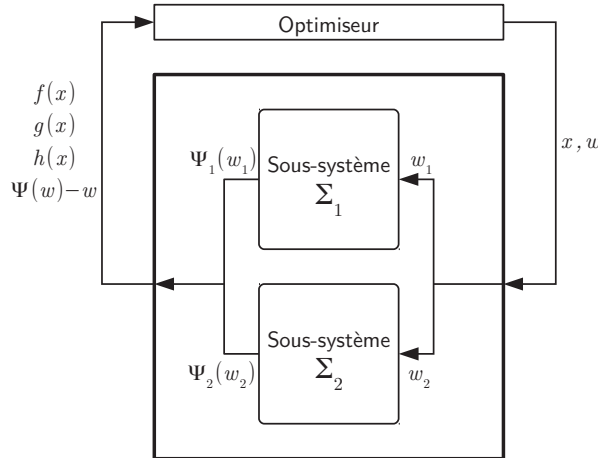 Optimiseur
f(x)
g(x)
h(x)
Ψ(w)−w
x, w
Ψ₁(w₁)
Sous-système
Σ₁
w₁
Sous-système
Σ₂
Ψ₂(w₂)
w₂